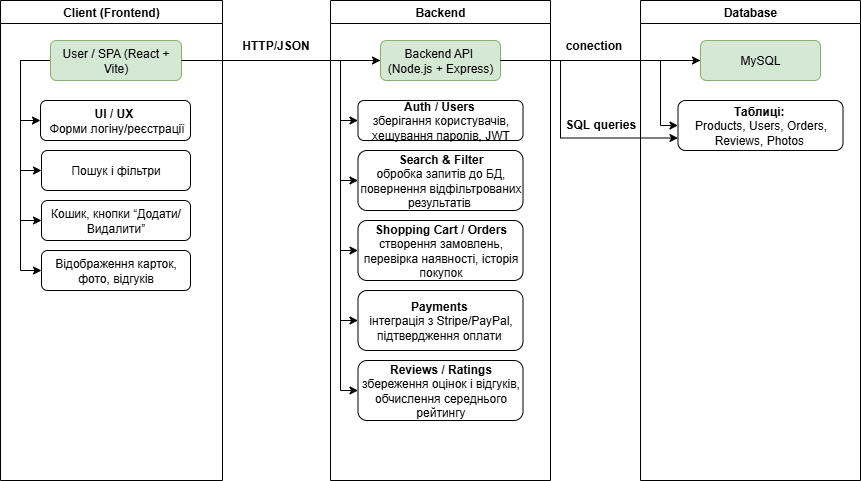 Client (Frontend)
User / SPA (React +
Vite)
UI / UX
Форми логіну/реєстрації
Пошук і фільтри
Кошик, кнопки “Додати/
Видалити”
Відображення карток,
фото, відгуків
HTTP/JSON
Backend
Backend API
(Node.js + Express)
Auth / Users
зберігання користувачів,
хешування паролів, JWT
Search & Filter
обробка запитів до БД,
повернення відфільтрованих
результатів
Shopping Cart / Orders
створення замовлень,
перевірка наявності, історія
покупок
Payments
інтеграція з Stripe/PayPal,
підтвердження оплати
Reviews / Ratings
збереження оцінок і відгуків,
обчислення середнього
рейтингу
conection
SQL queries
Database
MySQL
Таблиці:
Products, Users, Orders,
Reviews, Photos